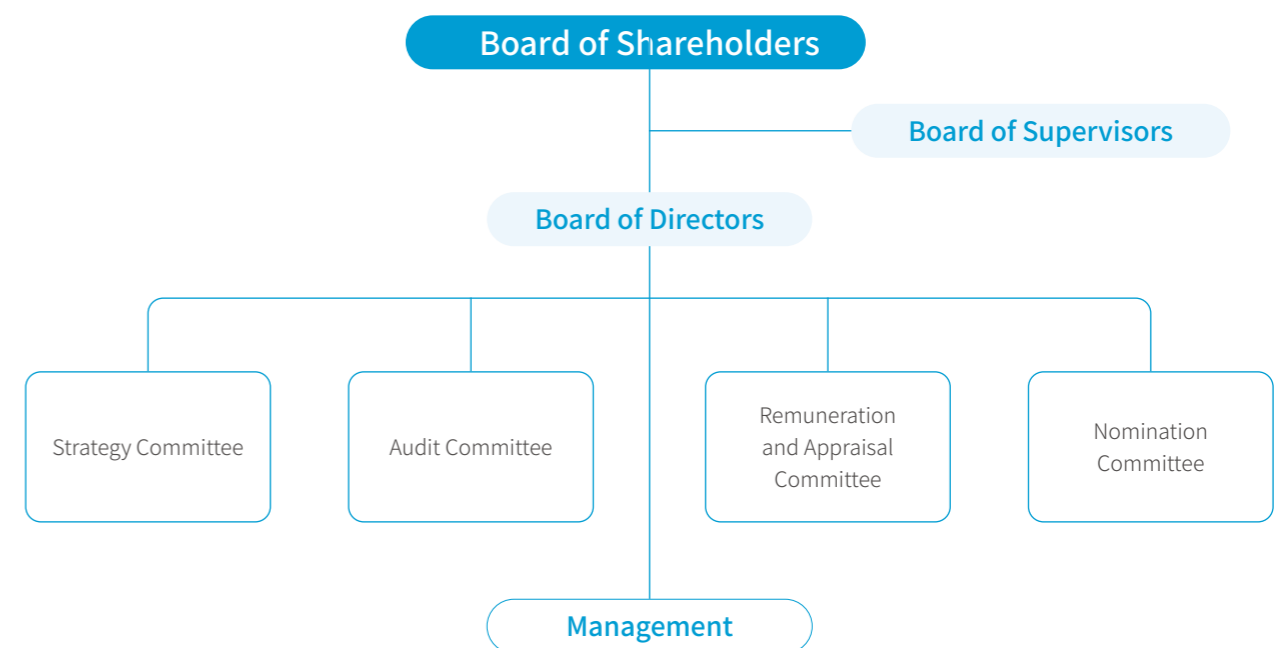 Board of Shareholders
Board of Supervisors
Board of Directors
Strategy Committee
Audit Committee
Remuneration
and Appraisal
Committee
Nomination
Committee
Management